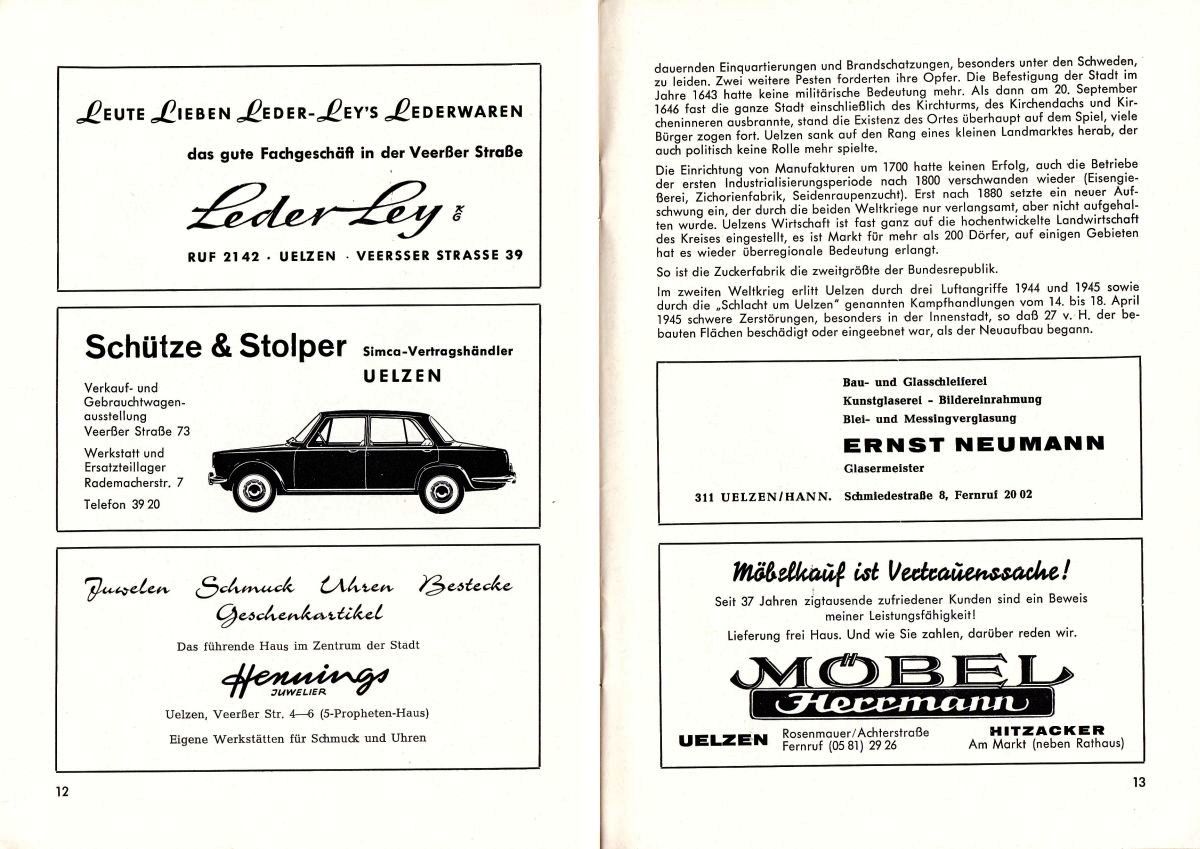 LEUTE LIEBEN LEDER-LEY'S LEDERWAREN
das gute Fachgeschäft in der Veerßer Straße
Leder-Ley KG
RUF 2142 · UELZEN · VEERSSER STRASSE 39
Schütze & Stolper Simca-Vertragshändler
UELZEN
Verkauf- und
Gebrauchtwagen-
ausstellung
Veerßer Straße 73
Werkstatt und
Ersatzteillager
Rademacherstr. 7
Telefon 39 20
Juwelen Schmuck Uhren Bestecke
Geschenkartikel
Das führende Haus im Zentrum der Stadt
Hennings
JUWELIER
Uelzen, Veerßer Str. 4—6 (5-Propheten-Haus)
Eigene Werkstätten für Schmuck und Uhren
12
dauernden Einquartierungen und Brandschatzungen, besonders unter den Schweden,
zu leiden. Zwei weitere Pesten forderten ihre Opfer. Die Befestigung der Stadt im
Jahre 1643 hatte keine militärische Bedeutung mehr. Als dann am 20. September
1646 fast die ganze Stadt einschließlich des Kirchturms, des Kirchendachs und Kir-
cheninneren ausbrannte, stand die Existenz des Ortes überhaupt auf dem Spiel, viele
Bürger zogen fort. Uelzen sank auf den Rang eines kleinen Landmarktes herab, der
auch politisch keine Rolle mehr spielte.
Die Einrichtung von Manufakturen um 1700 hatte keinen Erfolg, auch die Betriebe
der ersten Industrialisierungsperiode nach 1800 verschwanden wieder (Eisengie-
ßerei, Zichorienfabrik, Seidenraupenzucht). Erst nach 1880 setzte ein neuer Auf-
schwung ein, der durch die beiden Weltkriege nur verlangsamt, aber nicht aufgehal-
ten wurde. Uelzens Wirtschaft ist fast ganz auf die hochentwickelte Landwirtschaft
des Kreises eingestellt, es ist Markt für mehr als 200 Dörfer, auf einigen Gebieten
hat es wieder überregionale Bedeutung erlangt.
So ist die Zuckerfabrik die zweitgrößte der Bundesrepublik.
Im zweiten Weltkrieg erlitt Uelzen durch drei Luftangriffe 1944 und 1945 sowie
durch die „Schlacht um Uelzen“ genannten Kampfhandlungen vom 14. bis 18. April
1945 schwere Zerstörungen, besonders in der Innenstadt, so daß 27 v. H. der be-
bauten Flächen beschädigt oder eingeebnet war, als der Neuaufbau begann.
Bau- und Glasschleiferei
Kunstglaserei - Bildereinrahmung
Blei- und Messingverglasung
ERNST NEUMANN
Glasermeister
311 UELZEN/HANN. Schmiedestraße 8, Fernruf 20 02
Möbelkauf ist Vertrauenssache!
Seit 37 Jahren zigtausende zufriedener Kunden sind ein Beweis
meiner Leistungsfähigkeit!
Lieferung frei Haus. Und wie Sie zahlen, darüber reden wir.
MÖBEL
Herrmann
UELZEN Rosenmauer/Achterstraße
Fernruf (05 81) 29 26
HITZACKER
Am Markt (neben Rathaus)
13